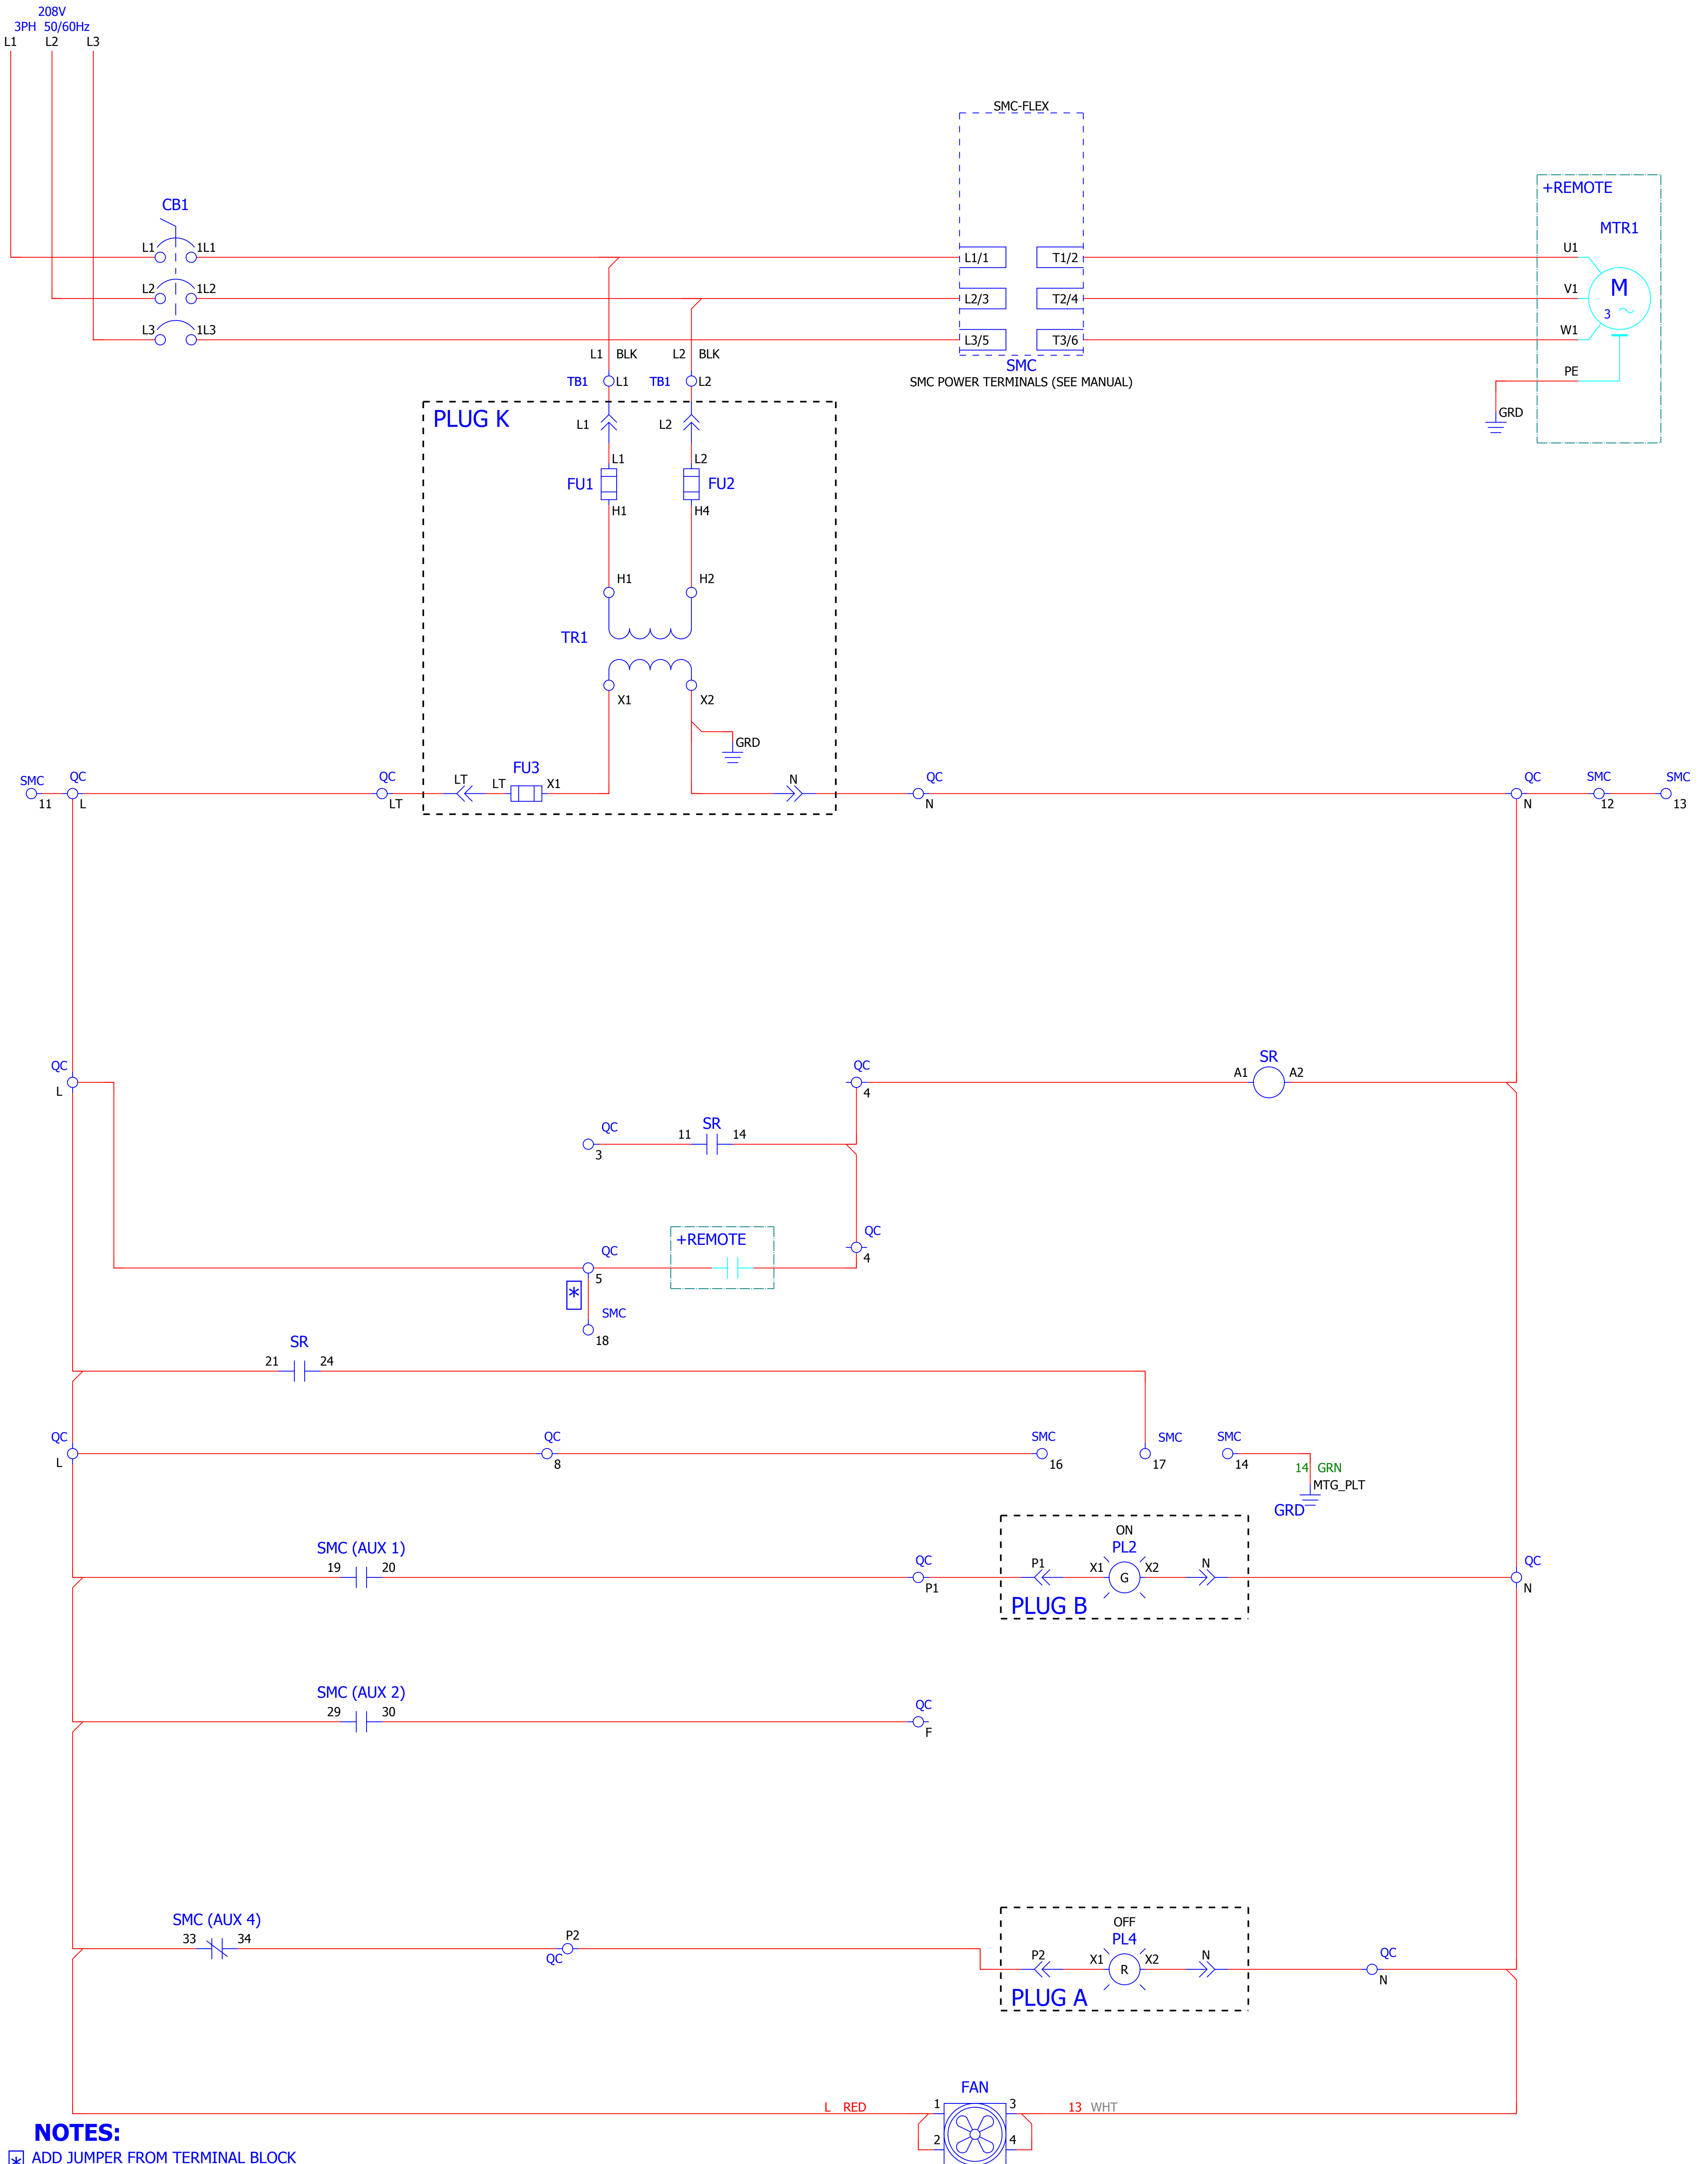 208V
3PH 50/60Hz
L1 L2 L3
SMC-FLEX
+REMOTE
MTR1
CB1
L1 1L1
L1/1 T1/2
U1
L2 1L2
L2/3 T2/4
V1
M
3
L3 1L3
L3/5 T3/6
W1
SMC
SMC POWER TERMINALS (SEE MANUAL)
PE
GRD
L1 BLK L2 BLK
TB1 L1 TB1 L2
PLUG K
L1 L2
L1 L2
FU1 FU2
H1 H4
H1 H2
TR1
X1 X2
GRD
SMC QC QC LT LT FU3 X1 N QC QC SMC SMC
11 L LT N N 12 13
QC QC SR
L 4 A1 A2
QC SR
3 11 14
QC
4
+REMOTE
QC
5
*
SMC
18
SR
21 24
QC QC SMC SMC SMC
L 8 16 17 14
14 GRN
MTG_PLT
GRD
SMC (AUX 1)
19 20
QC
P1
ON
PL2
P1 X1 G X2 N
PLUG B
QC
N
SMC (AUX 2)
29 30
QC
F
SMC (AUX 4)
33 34
P2
QC
OFF
PL4
P2 X1 R X2 N
PLUG A
QC
N
FAN
L RED 1 3 13 WHT
2 4
NOTES:
* ADD JUMPER FROM TERMINAL BLOCK